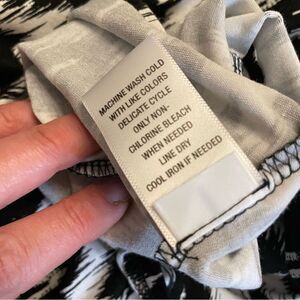 MACHINE WASH COLD
WITH LIKE COLORS
DELICATE CYCLE
ONLY NON-
CHLORINE BLEACH
WHEN NEEDED
LINE DRY
COOL IRON IF NEEDED